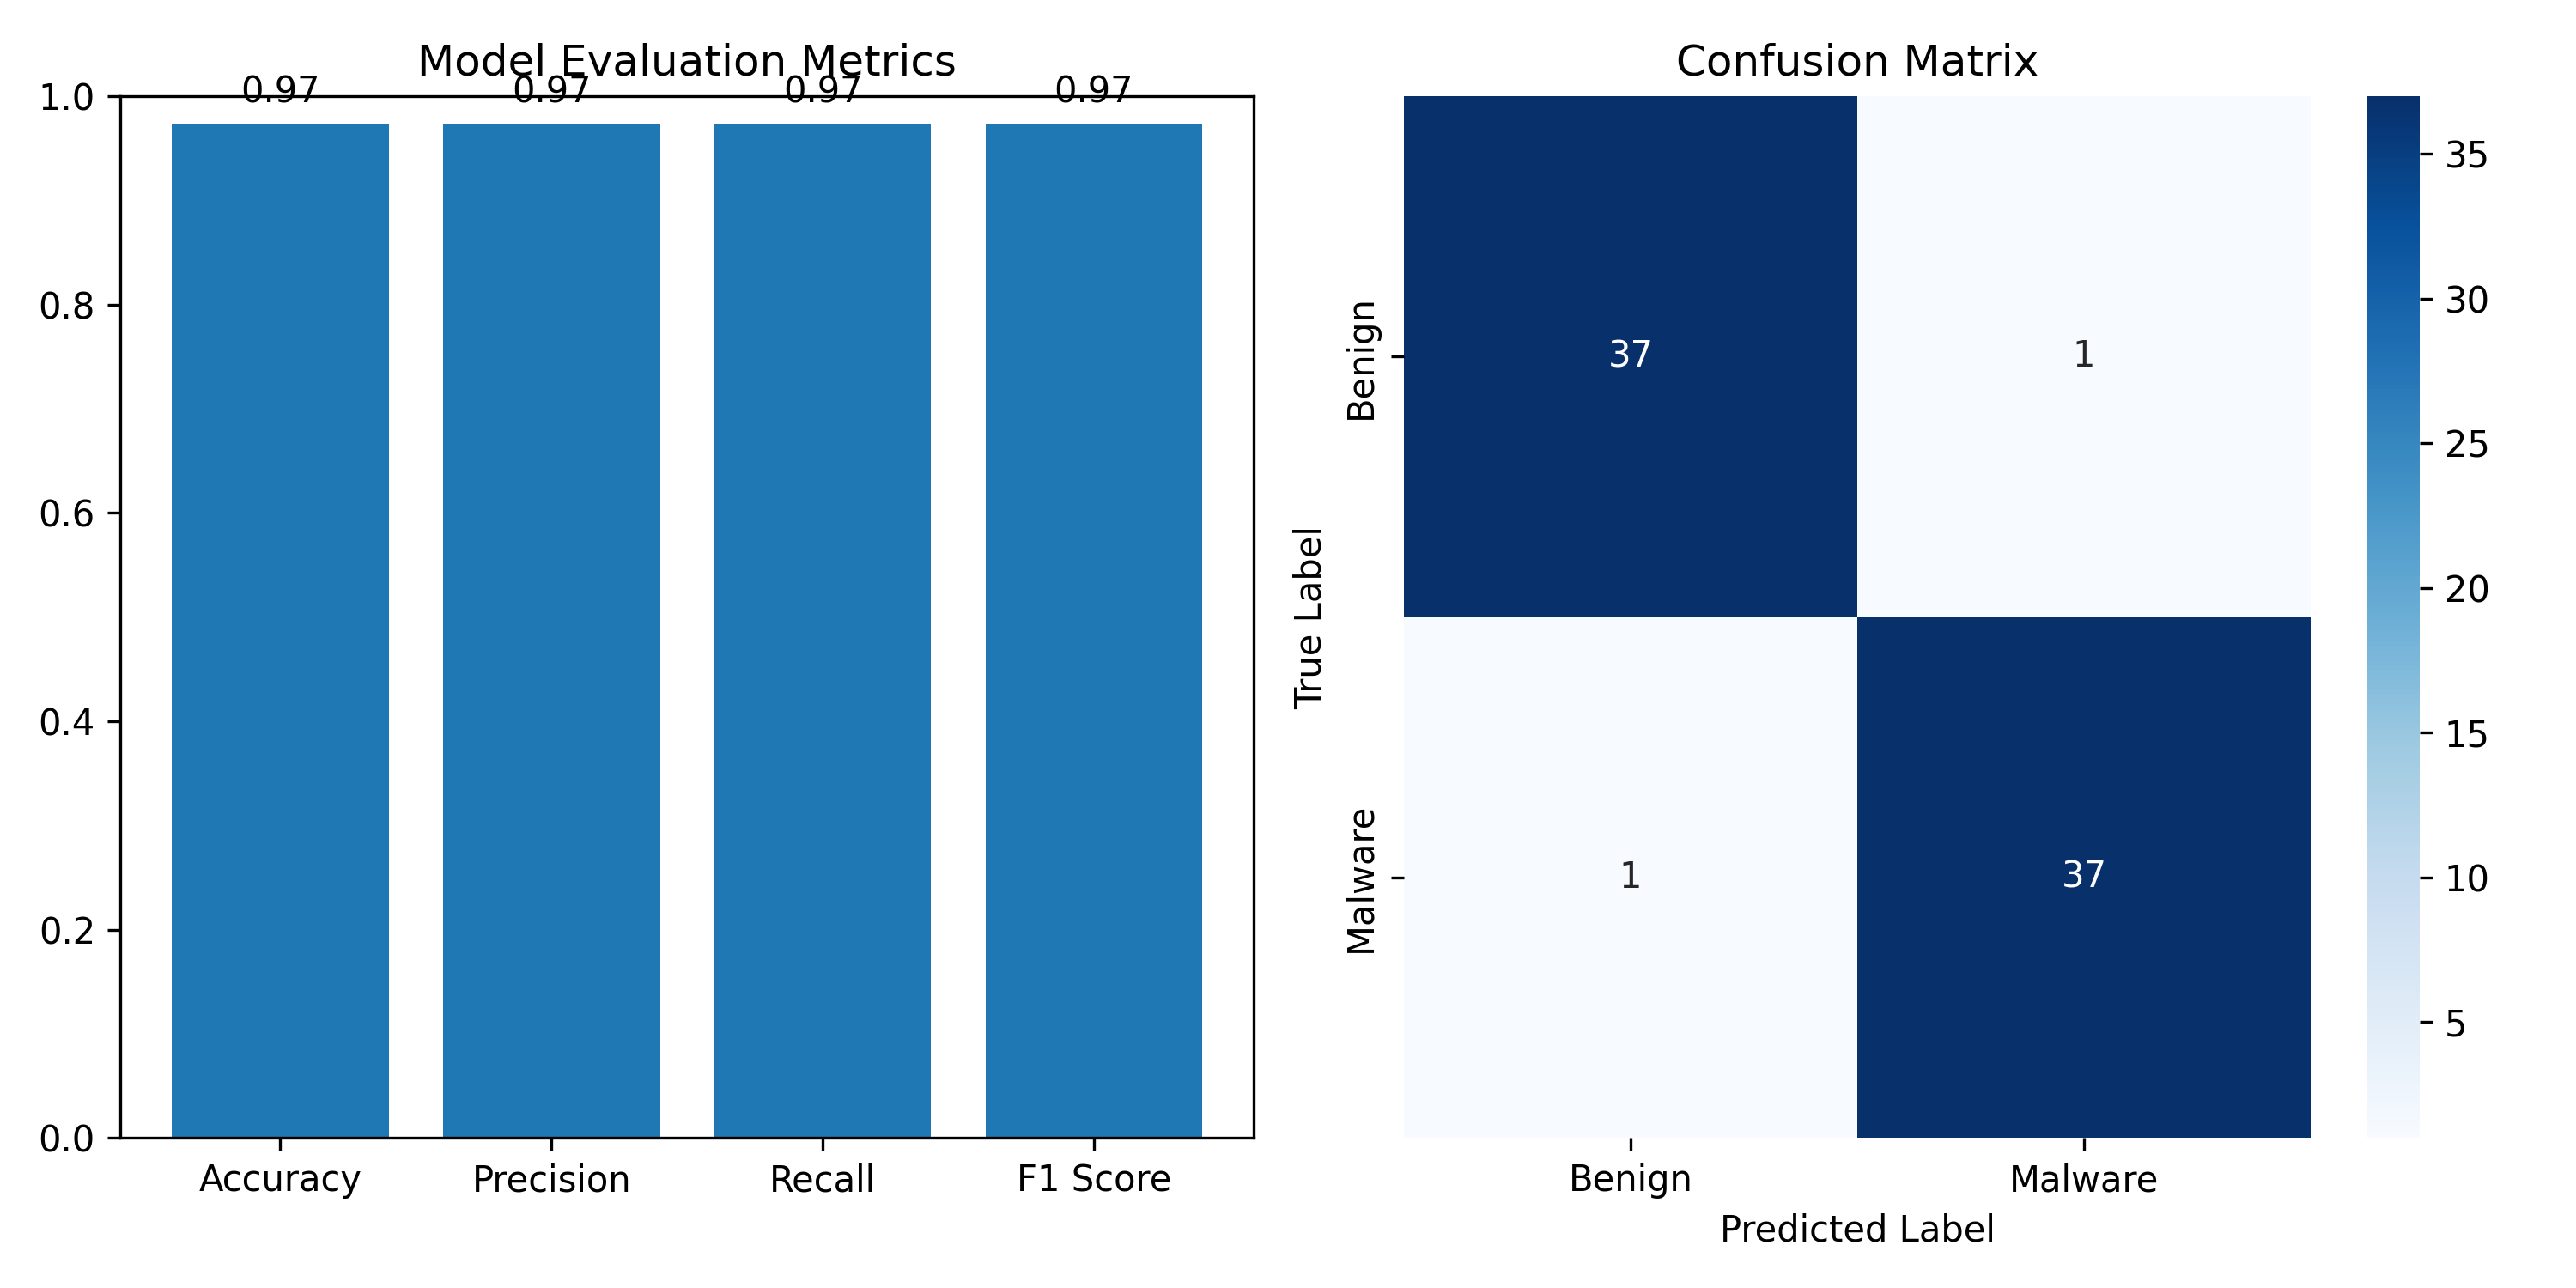 Model Evaluation Metrics
0.97 0.97 0.97 0.97
1.0
0.8
0.6
0.4
0.2
0.0
Accuracy Precision Recall F1 Score
Confusion Matrix
True Label
Benign
Malware
37 1
1 37
Benign Malware
Predicted Label
35
30
25
20
15
10
5